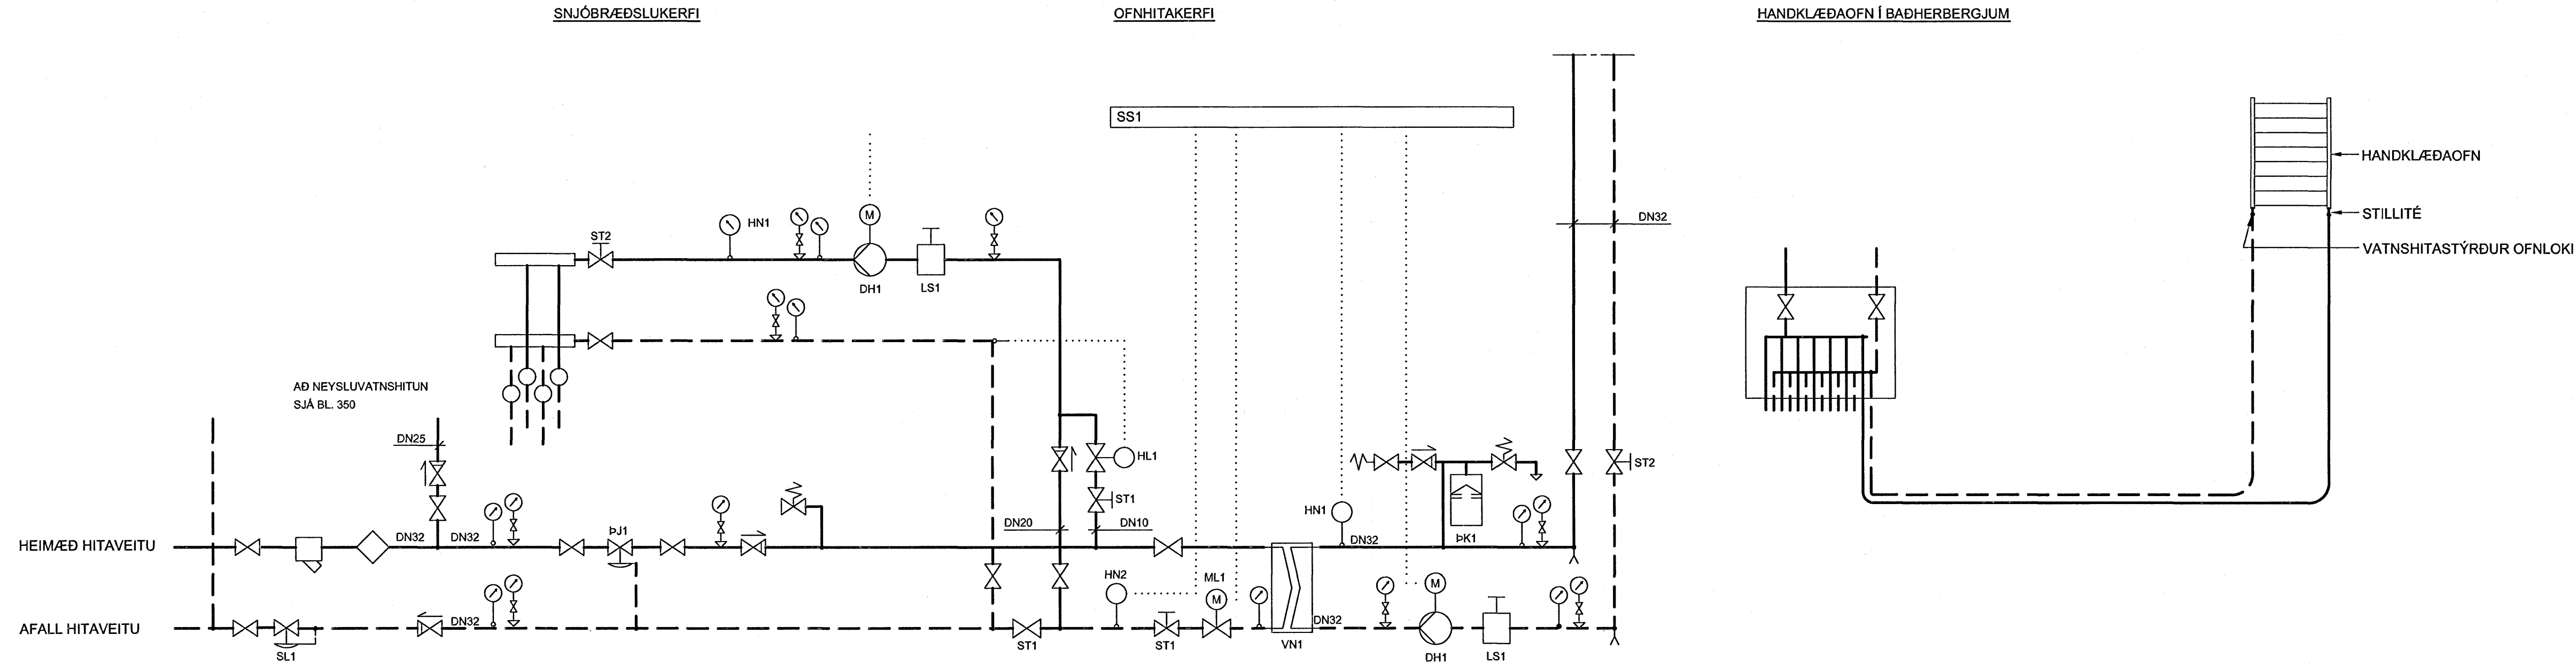 SNJÓBRÆÐSLUKERFI
OFNHITAKERFI
HANDKLÆÐAOFN Í BAÐHERBERGJUM
SS1
HANDKLÆÐAOFN
STILLITÉ
VATNSHITASTÝRÐUR OFNLOKI
DN32
M
HN1
ST2
DH1
LS1
AÐ NEYSLUVATNSHITUN
SJÁ BL. 350
DN25
HL1
ST1
ST2
DN20
DN10
HN1
ÞK1
HEIMÆÐ HITAVEITU
DN32
DN32
ÞJ1
DN32
HN2
ML1
M
M
AFALL HITAVEITU
SL1
DN32
ST1
ST1
VN1
DN32
DH1
LS1